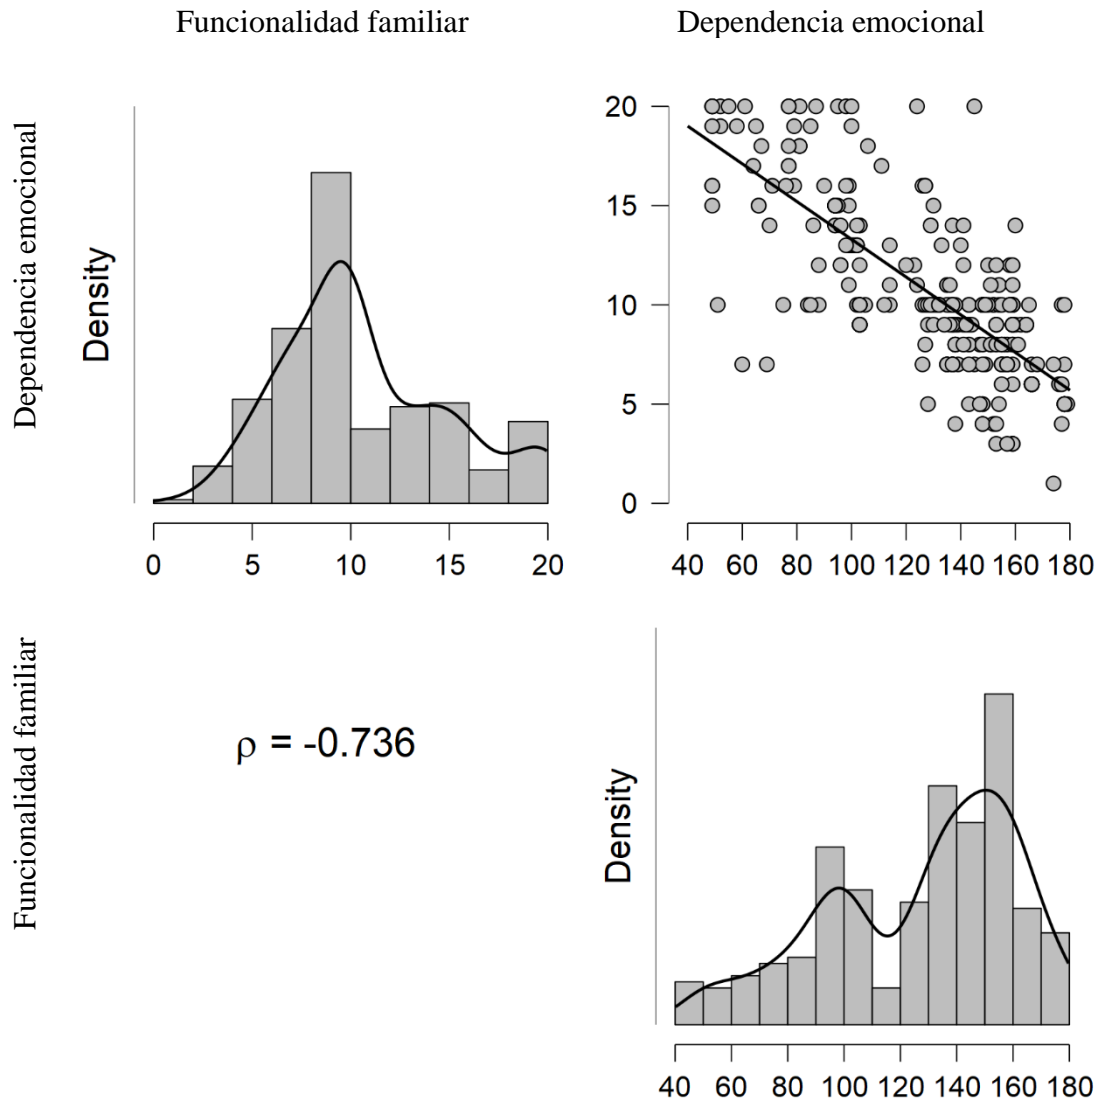 Funcionalidad familiar
Dependencia emocional
Dependencia emocional
Density
0 5 10 15 20
20
15
10
5
0
40 60 80 100 120 140 160 180
Funcionalidad familiar
ρ = -0.736
Density
40 60 80 100 120 140 160 180